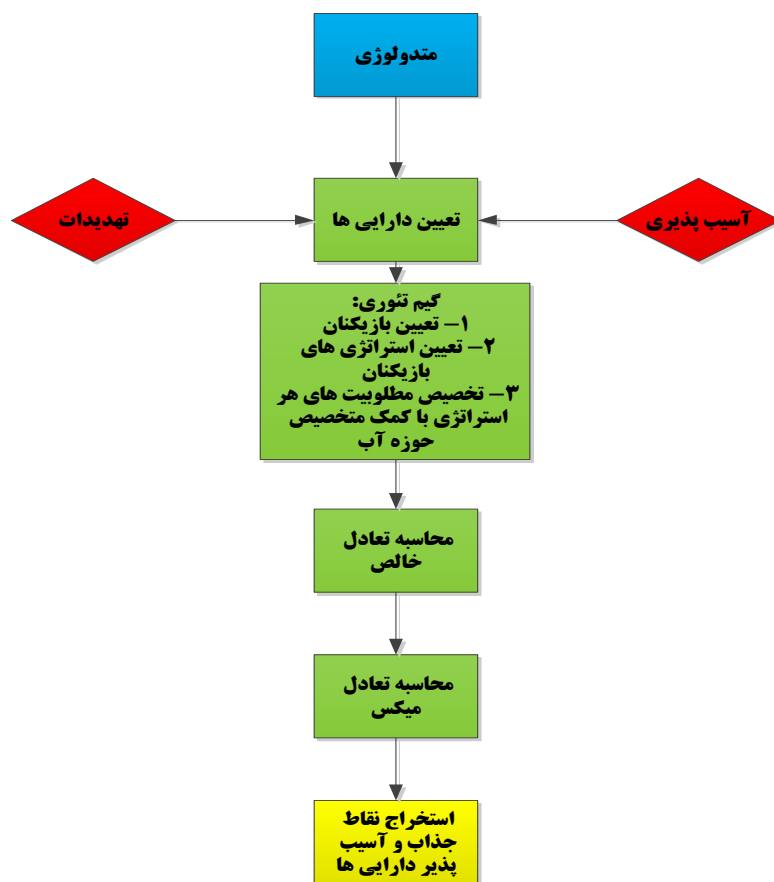 متدولوژی
آسیب پذیری
تعیین دارایی ها
تهدیدات
گیم تئوری:
۱– تعیین بازیکنان
۲– تعیین استراتژی های
بازیکنان
۳– تخصیص مطلوبیت های هر
استراتژی با کمک متخصیص
حوزه آب
محاسبه تعادل
خالص
محاسبه تعادل
میکس
استخراج نقاط
جذاب و آسیب
پذیر دارایی ها